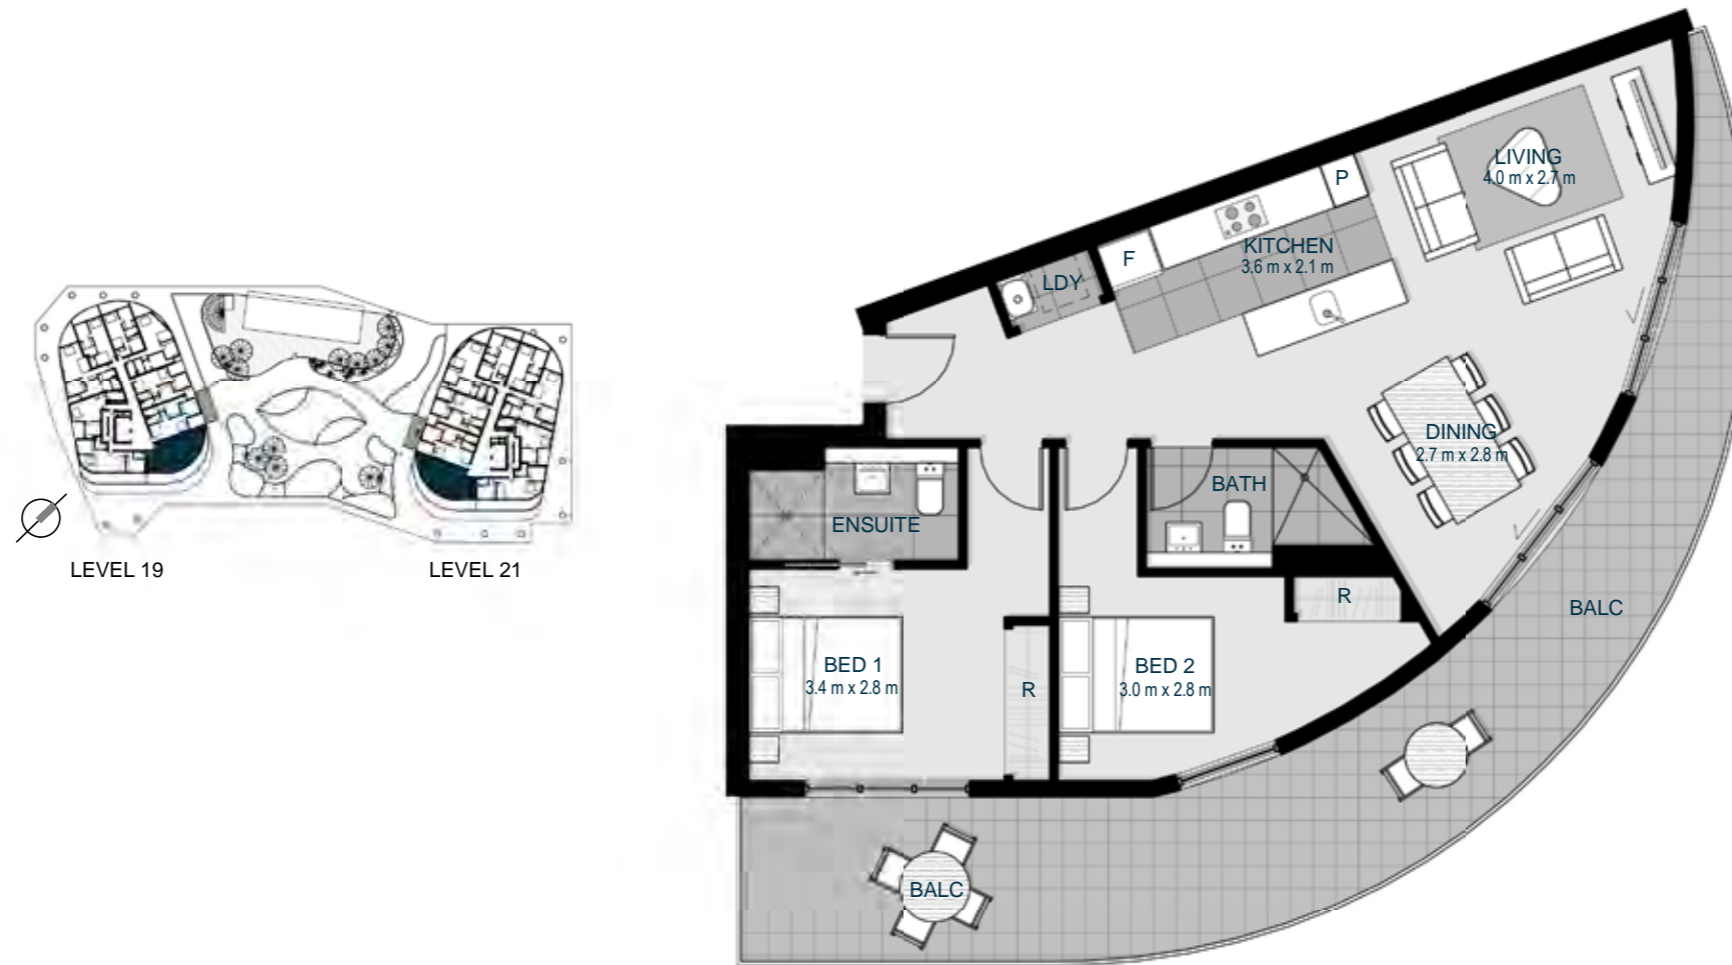 LIVING
4.0 m x 2.7 m
P
KITCHEN
3.6 m x 2.1 m
F
LDY
DINING
2.7 m x 2.8 m
BATH
ENSUITE
LEVEL 19
LEVEL 21
R
BALC
BED 1
3.4 m x 2.8 m
R
BED 2
3.0 m x 2.8 m
BALC